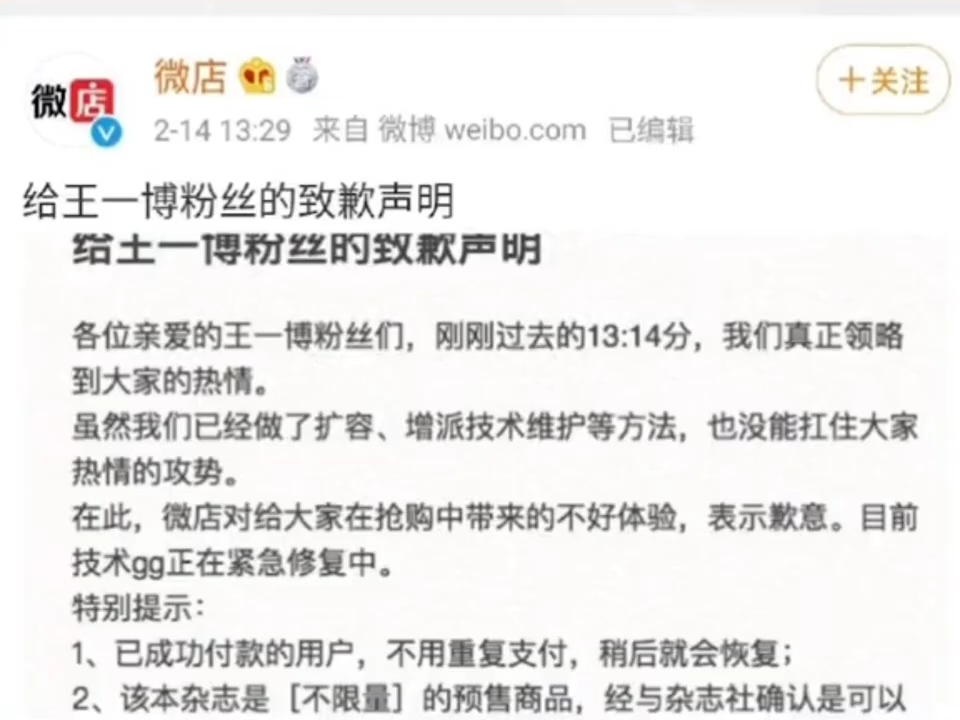 微店
微店
+关注
2-14 13:29 来自 微博 weibo.com 已编辑
给王一博粉丝的致歉声明
给王一博粉丝的致歉声明
各位亲爱的王一博粉丝们，刚刚过去的13:14分，我们真正领略
到大家的热情。
虽然我们已经做了扩容、增派技术维护等方法，也没能扛住大家
热情的攻势。
在此，微店对给大家在抢购中带来的不好体验，表示歉意。目前
技术gg正在紧急修复中。
特别提示：
1、已成功付款的用户，不用重复支付，稍后就会恢复；
2、该本杂志是［不限量］的预售商品，经与杂志社确认是可以